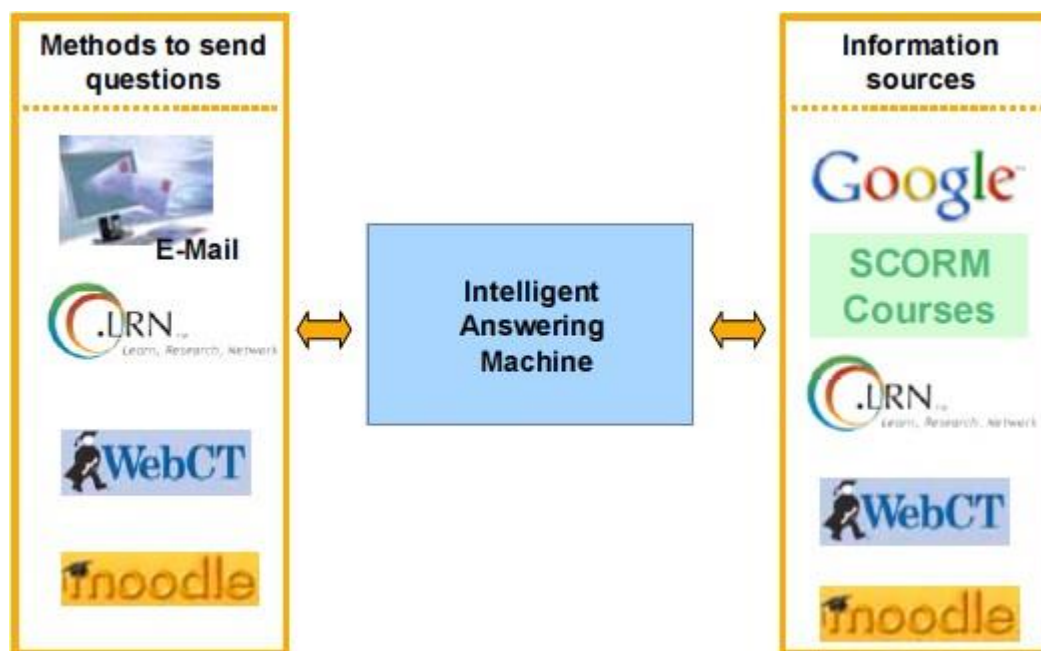 Methods to send
questions
E-Mail
.LRN
Learn, Research, Network
WebCT
moodle
Intelligent
Answering
Machine
Information
sources
Google
SCORM
Courses
.LRN
Learn, Research, Network
WebCT
moodle